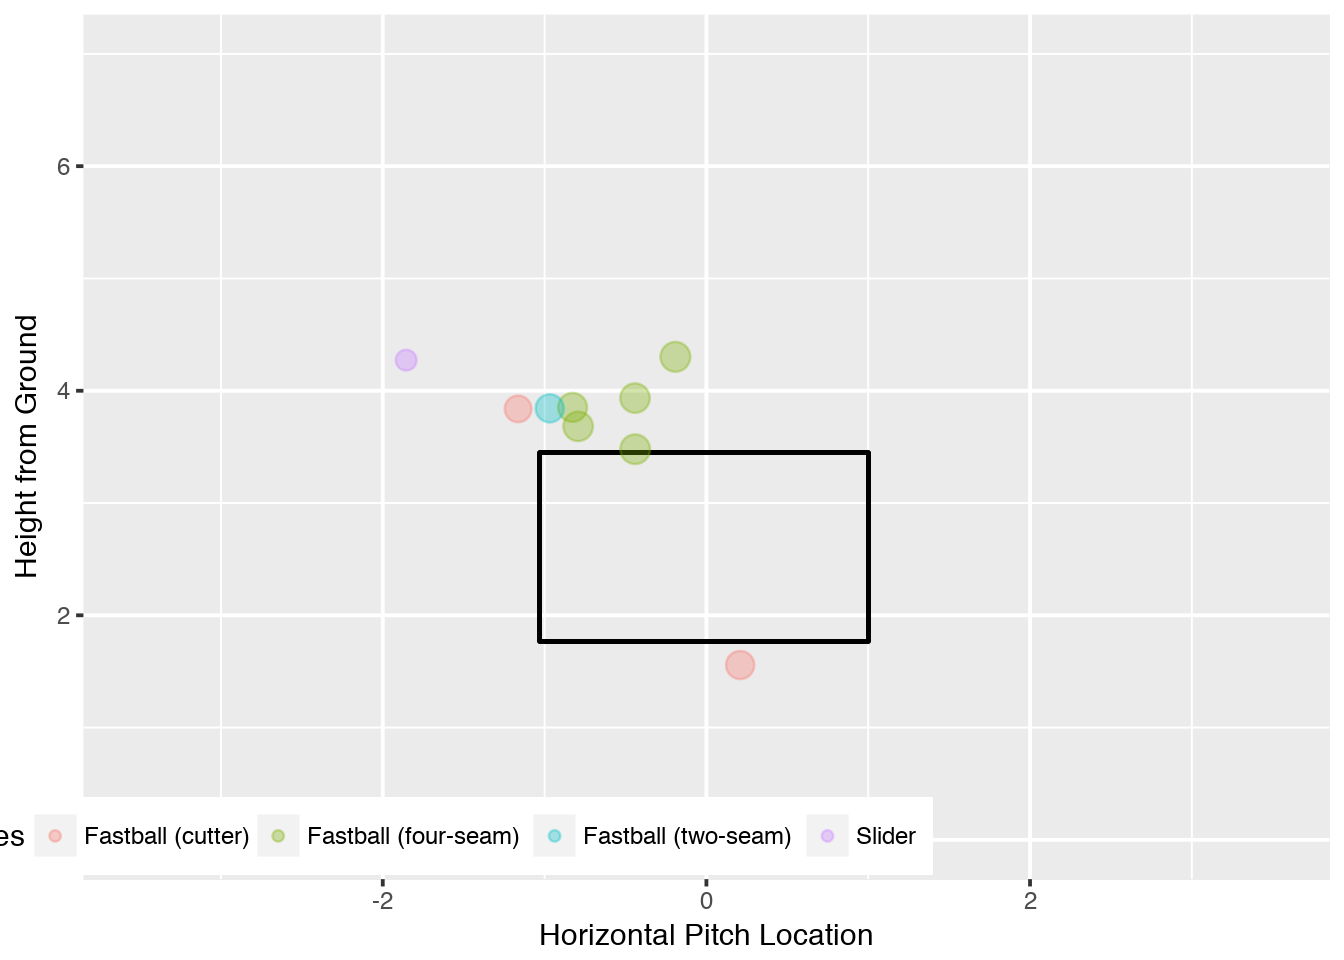 Height from Ground
6
4
2
es Fastball (cutter) Fastball (four-seam) Fastball (two-seam) Slider
-2 0 2
Horizontal Pitch Location